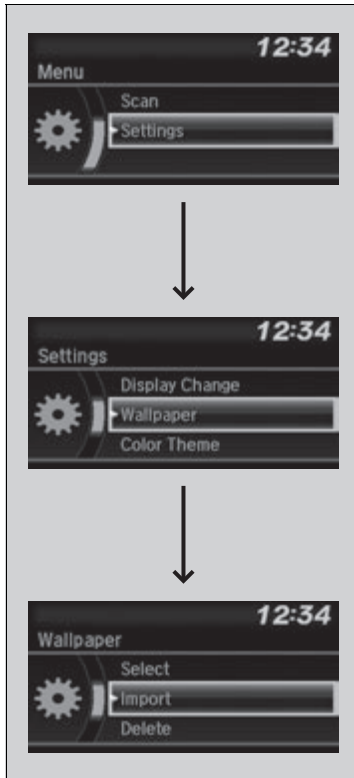 12:34
Menu
Scan
Settings
12:34
Settings
Display Change
Wallpaper
Color Theme
12:34
Wallpaper
Select
Import
Delete